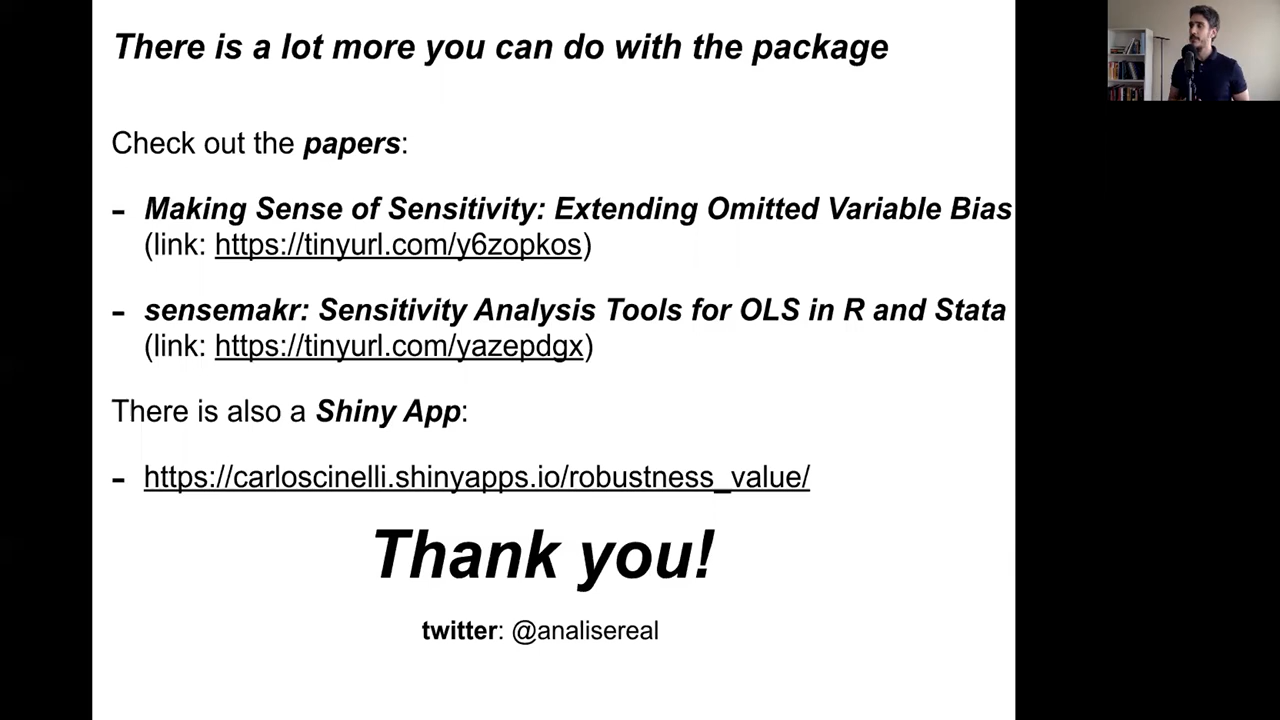 There is a lot more you can do with the package
Check out the papers:
- Making Sense of Sensitivity: Extending Omitted Variable Bias
(link: https://tinyurl.com/y6zopkos)
- sensemakr: Sensitivity Analysis Tools for OLS in R and Stata
(link: https://tinyurl.com/yazepdgx)
There is also a Shiny App:
- https://carloscinelli.shinyapps.io/robustness_value/
Thank you!
twitter: @analisereal